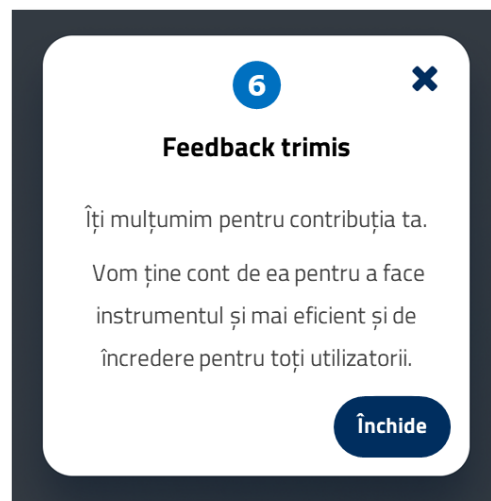 6
Feedback trimis
Îți mulțumim pentru contribuția ta.
Vom ține cont de ea pentru a face
instrumentul și mai eficient și de
încredere pentru toți utilizatorii.
Închide